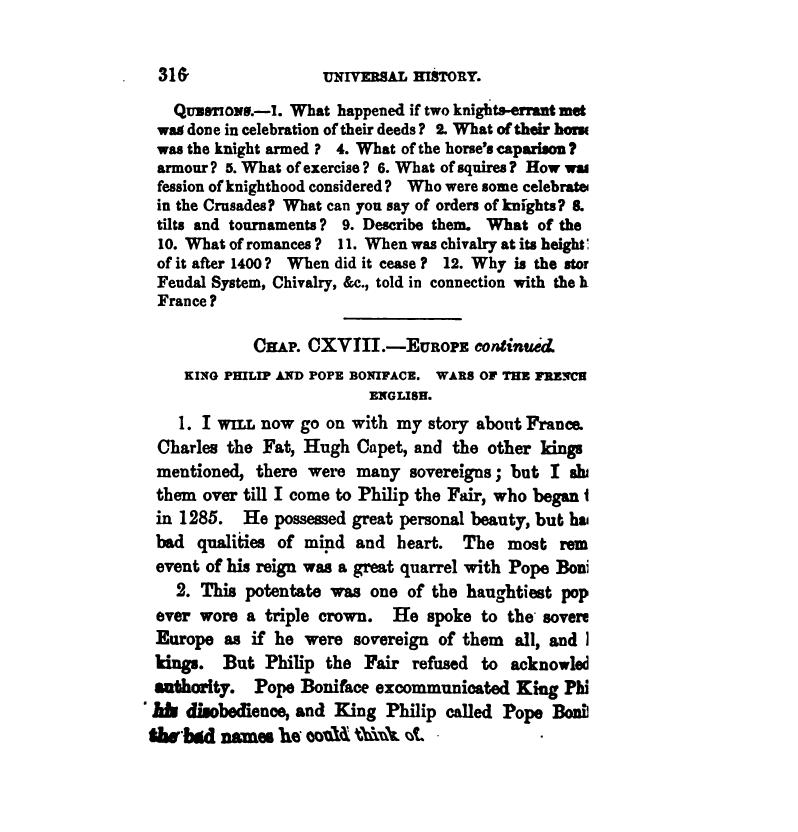 316 UNIVERSAL HISTORY.
QUESTIONS.—1. What happened if two knights-errant met
was done in celebration of their deeds? 2. What of their
was the knight armed? 4. What of the horse's caparison?
armour? 5. What of exercise? 6. What of squires? How was
fession of knighthood considered? Who were some
in the Crusades? What can you say of orders of knights? 8.
tilts and tournaments? 9. Describe them. What of the
10. What of romances? 11. When was chivalry at its height
of it after 1400? When did it cease? 12. Why is the
Feudal System, Chivalry, &c., told in connection with the
France?
CHAP. CXVIII.—EUROPE continued.
KING PHILIP AND POPE BONIFACE. WARS OF THE FRENCH
ENGLISH.
1. I WILL now go on with my story about France.
Charles the Fat, Hugh Capet, and the other kings
mentioned, there were many sovereigns; but I
them over till I come to Philip the Fair, who began
in 1285. He possessed great personal beauty, but
bad qualities of mind and heart. The most rem
event of his reign was a great quarrel with Pope Boni
2. This potentate was one of the haughtiest pop
ever wore a triple crown. He spoke to the sovere
Europe as if he were sovereign of them all, and
kings. But Philip the Fair refused to acknowled
authority. Pope Boniface excommunicated King Phi
his disobedience, and King Philip called Pope Boni
the bad names he could think of.